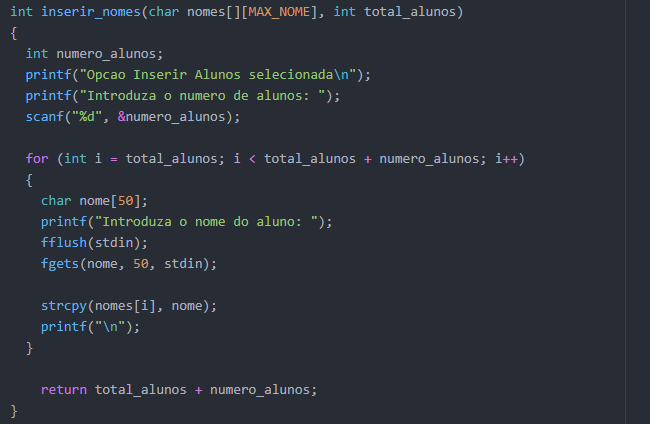 int inserir_nomes(char nomes[][MAX_NOME], int total_alunos)
{
  int numero_alunos;
  printf("Opcao Inserir Alunos selecionada\n");
  printf("Introduza o numero de alunos: ");
  scanf("%d", &numero_alunos);

  for (int i = total_alunos; i < total_alunos + numero_alunos; i++)
  {
    char nome[50];
    printf("Introduza o nome do aluno: ");
    fflush(stdin);
    fgets(nome, 50, stdin);

    strcpy(nomes[i], nome);
    printf("\n");
  }

    return total_alunos + numero_alunos;
}